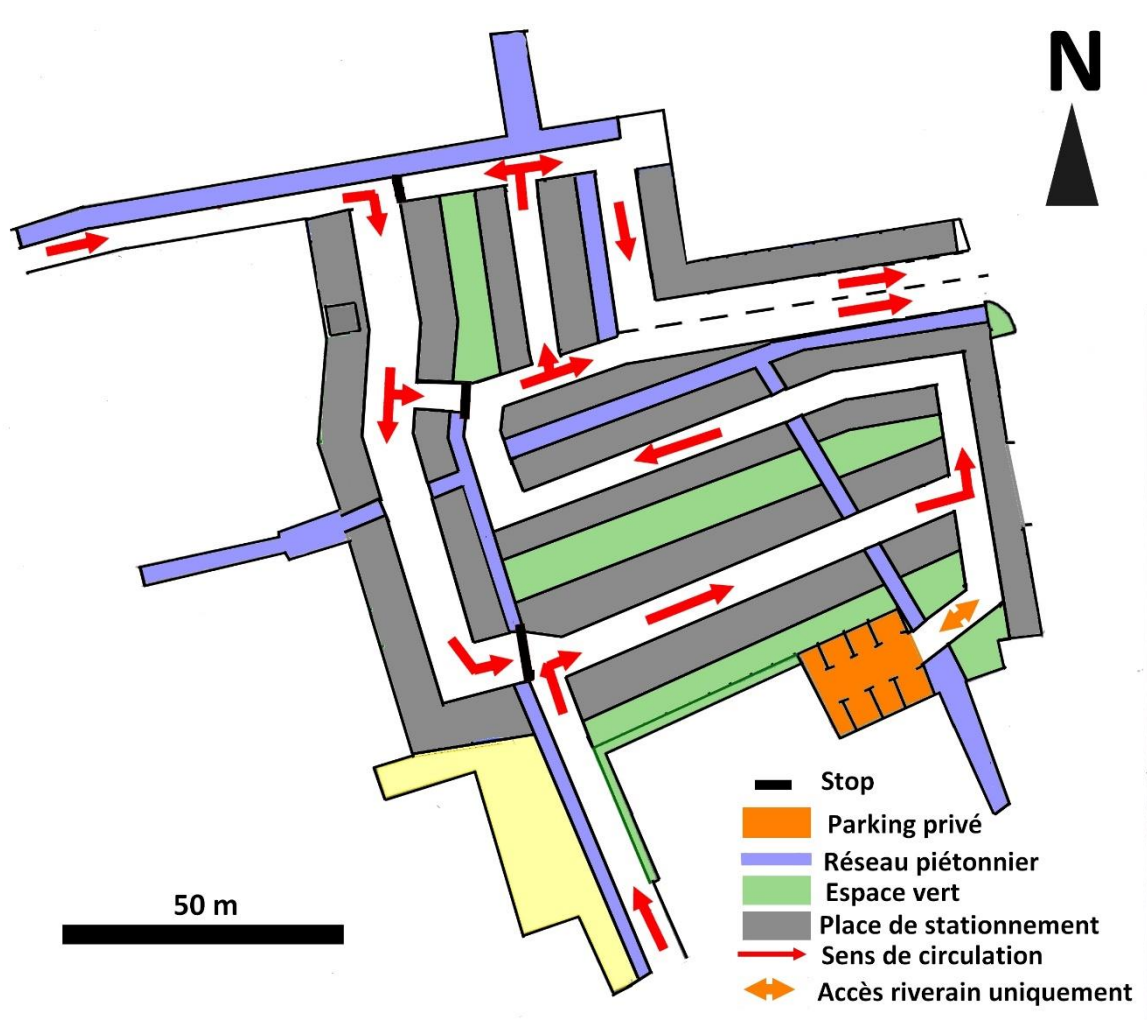 N
Stop
Parking privé
Réseau piétonnier
Espace vert
Place de stationnement
Sens de circulation
Accès riverain uniquement
50 m